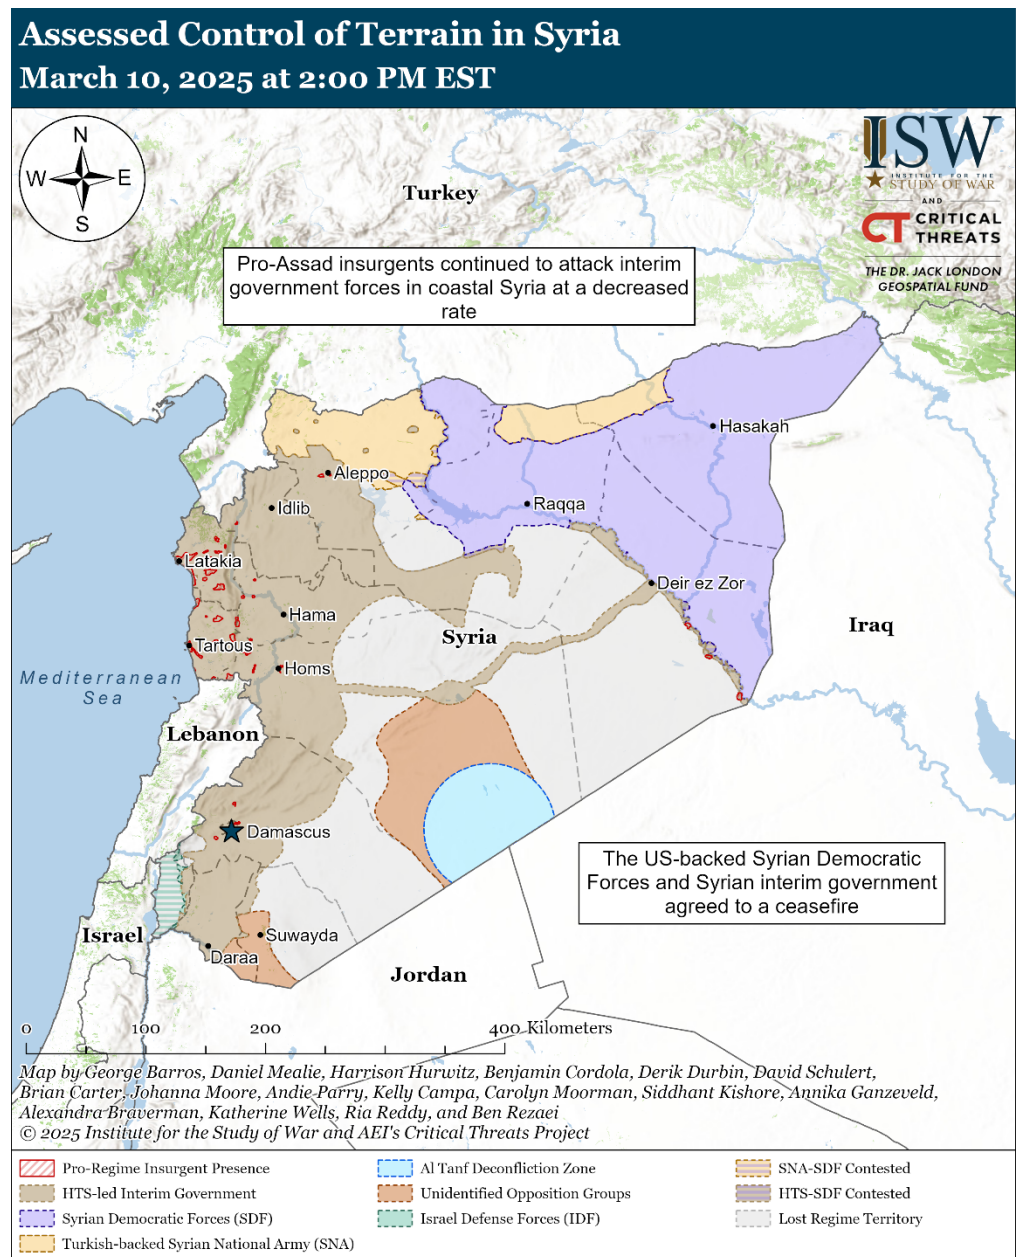 Assessed Control of Terrain in Syria
March 10, 2025 at 2:00 PM EST
N
W
E
S
ISW
INSTITUTE FOR THE
STUDY OF WAR
AND
CT CRITICAL
THREATS
THE DR. JACK LONDON
GEOSPATIAL FUND
Turkey
Pro-Assad insurgents continued to attack interim
government forces in coastal Syria at a decreased
rate
Hasakah
Aleppo
Raqqa
Idlib
Latakia
Deir ez Zor
Hama
Syria
Iraq
Tartous
Homs
Mediterranean
Sea
Lebanon
Damascus
The US-backed Syrian Democratic
Forces and Syrian interim government
agreed to a ceasefire
Israel
Suwayda
Daraa
Jordan
0 100 200 400 Kilometers
Map by George Barros, Daniel Mealie, Harrison Hurwitz, Benjamin Cordola, Derik Durbin, David Schulert,
Brian Carter, Johanna Moore, Andie Parry, Kelly Campa, Carolyn Moorman, Siddhant Kishore, Annika Ganzeveld,
Alexandra Braverman, Katherine Wells, Ria Reddy, and Ben Rezaei
© 2025 Institute for the Study of War and AEI's Critical Threats Project
Pro-Regime Insurgent Presence
HTS-led Interim Government
Syrian Democratic Forces (SDF)
Turkish-backed Syrian National Army (SNA)
Al Tanf Deconfliction Zone
Unidentified Opposition Groups
Israel Defense Forces (IDF)
SNA-SDF Contested
HTS-SDF Contested
Lost Regime Territory